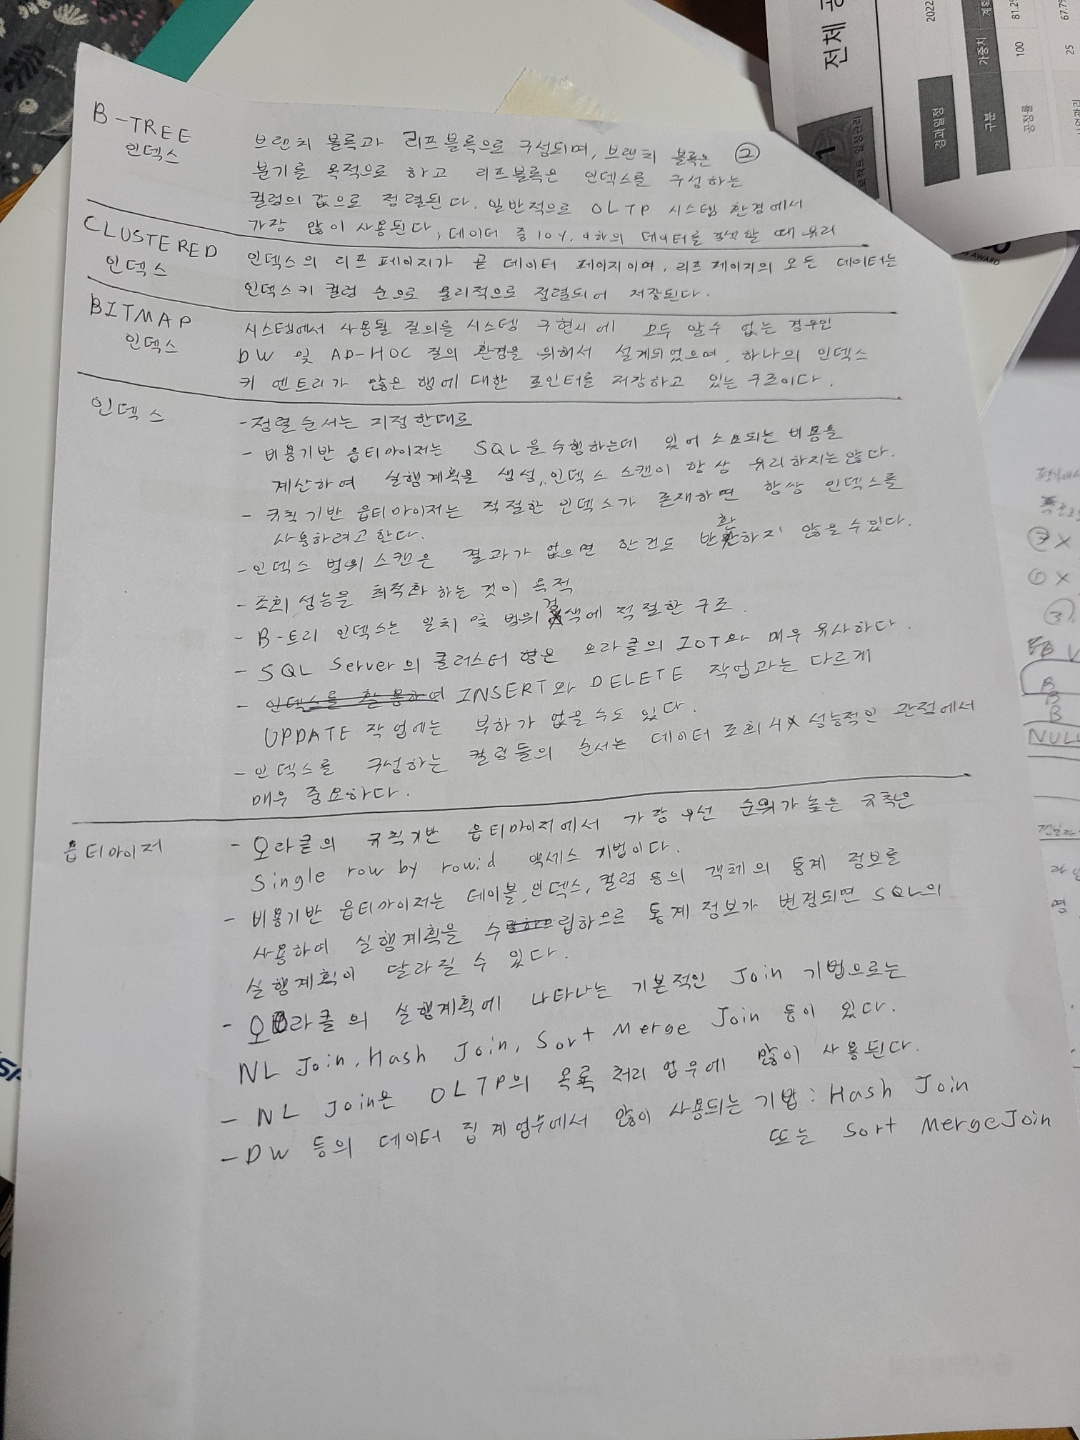 B-TREE
인덱스
브랜치 블록과 리프블록으로 구성되며, 브랜치 블록은 ②
분기를 목적으로 하고 리프블록은 인덱스를 구성하는
컬럼의 값으로 정렬된다. 일반적으로 OLTP 시스템 환경에서
가장 많이 사용된다, 데이터 중 10% 이하의 데이터를 검색할 때 유리
CLUSTERED
인덱스
인덱스의 리프 페이지가 곧 데이터 페이지이며, 리프 페이지의 모든 데이터는
인덱스 키 컬럼 순으로 물리적으로 정렬되어 저장된다.
BITMAP
인덱스
시스템에서 사용될 질의를 시스템 구현시에 모두 알수 없는 경우인
DW 및 AD-HOC 질의 환경을 위해서 설계되었으며, 하나의 인덱스
키 엔트리가 많은 행에 대한 포인터를 저장하고 있는 구조이다.
인덱스
- 정렬 순서는 지정 한대로
- 비용기반 옵티마이저는 SQL을 수행하는데 있어 소요되는 비용을
계산하여 실행계획을 생성, 인덱스 스캔이 항상 유리하지는 않다.
- 규칙기반 옵티마이저는 적절한 인덱스가 존재하면 항상 인덱스를
사용하려고 한다.
- 인덱스 범위 스캔은 결과가 없으면 한 건도 반환하지 않을 수 있다.
- 조회 성능을 최적화 하는 것이 목적
- B-트리 인덱스는 일치 및 범위 검색에 적절한 구조.
- SQL Server의 클러스터 형은 오라클의 IOT와 매우 유사하다.
- 인덱스를 활용하여 INSERT와 DELETE 작업과는 다르게
UPDATE 작업에는 부하가 없을 수도 있다.
- 인덱스를 구성하는 컬럼들의 순서는 데이터 조회 시 성능적인 관점에서
매우 중요하다.
옵티마이저
- 오라클의 규칙기반 옵티마이저에서 가장 우선 순위가 높은 규칙은
Single row by rowid 액세스 기법이다.
- 비용기반 옵티마이저는 테이블, 인덱스, 컬럼 등의 객체의 통계 정보를
사용하여 실행계획을 수립하므로 통계 정보가 변경되면 SQL의
실행계획이 달라질 수 있다.
- 오라클의 실행계획에 나타나는 기본적인 Join 기법으로는
NL Join, Hash Join, Sort Merge Join 등이 있다.
- NL Join은 OLTP의 목록 처리 업무에 많이 사용된다.
- DW 등의 데이터 집계 업무에서 많이 사용되는 기법 : Hash Join
또는 Sort Merge Join
전체 공
2022
경과일정
구분
가중치
계획
공정률
100
81.2
25
67.7
AWARD
NULL